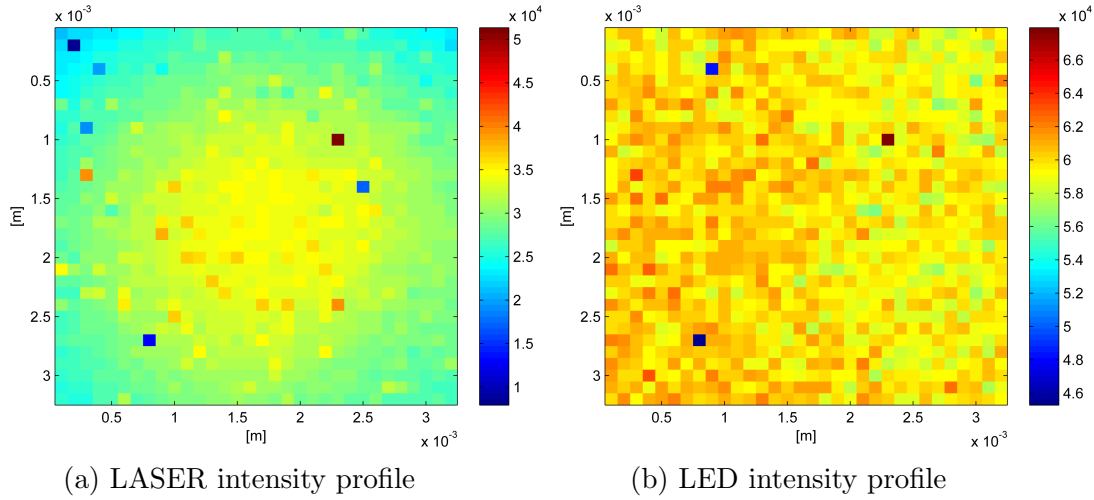 x 10⁻³
0.5
1
1.5
2
2.5
3
[m]
0.5 1 1.5 2 2.5 3
[m]
x 10⁻³
x 10⁴
5
4.5
4
3.5
3
2.5
2
1.5
1
(a) LASER intensity profile
x 10⁻³
0.5
1
1.5
2
2.5
3
[m]
0.5 1 1.5 2 2.5 3
[m]
x 10⁻³
x 10⁴
6.6
6.4
6.2
6
5.8
5.6
5.4
5.2
5
4.8
4.6
(b) LED intensity profile